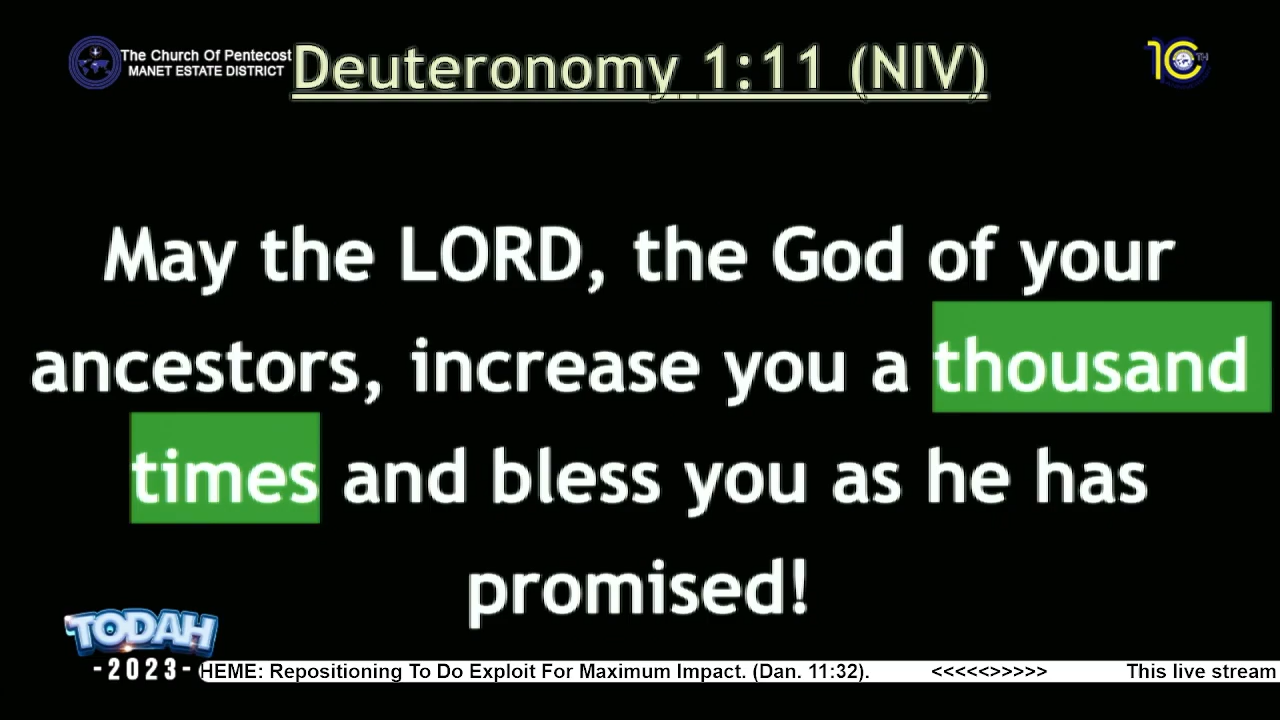 The Church Of Pentecost
MANET ESTATE DISTRICT
Deuteronomy 1:11 (NIV)
10TH
May the LORD, the God of your
ancestors, increase you a thousand
times and bless you as he has
promised!
TODAH
-2023-
HEME: Repositioning To Do Exploit For Maximum Impact. (Dan. 11:32). <<<<<>>>>> This live stream